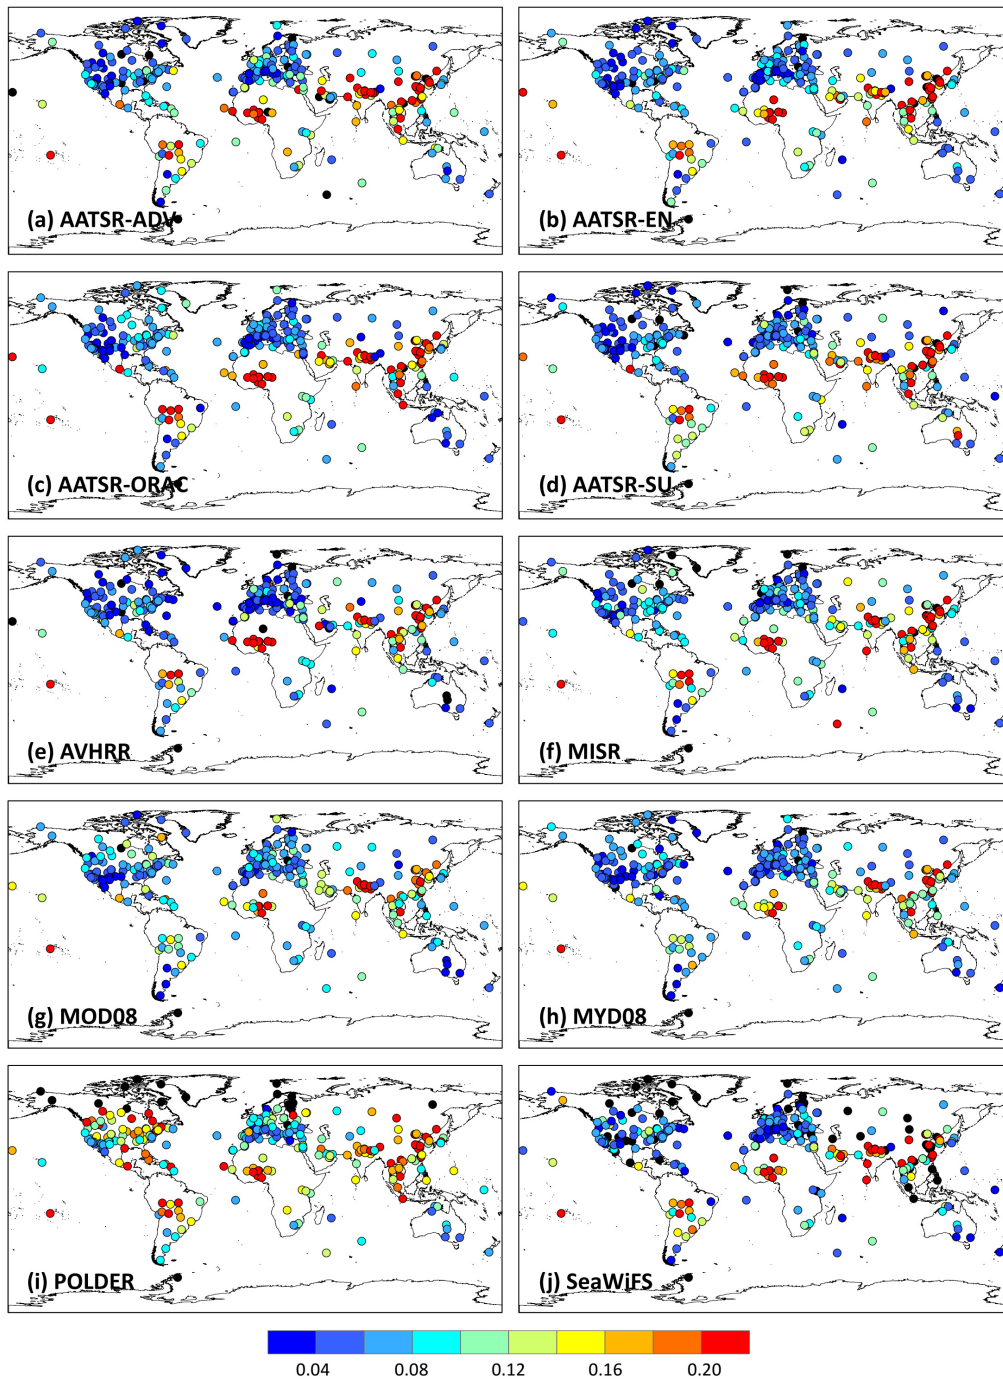 (a) AATSR-ADV
(b) AATSR-EN
(c) AATSR-ORAC
(d) AATSR-SU
(e) AVHRR
(f) MISR
(g) MOD08
(h) MYD08
(i) POLDER
(j) SeaWiFS
0.04 0.08 0.12 0.16 0.20